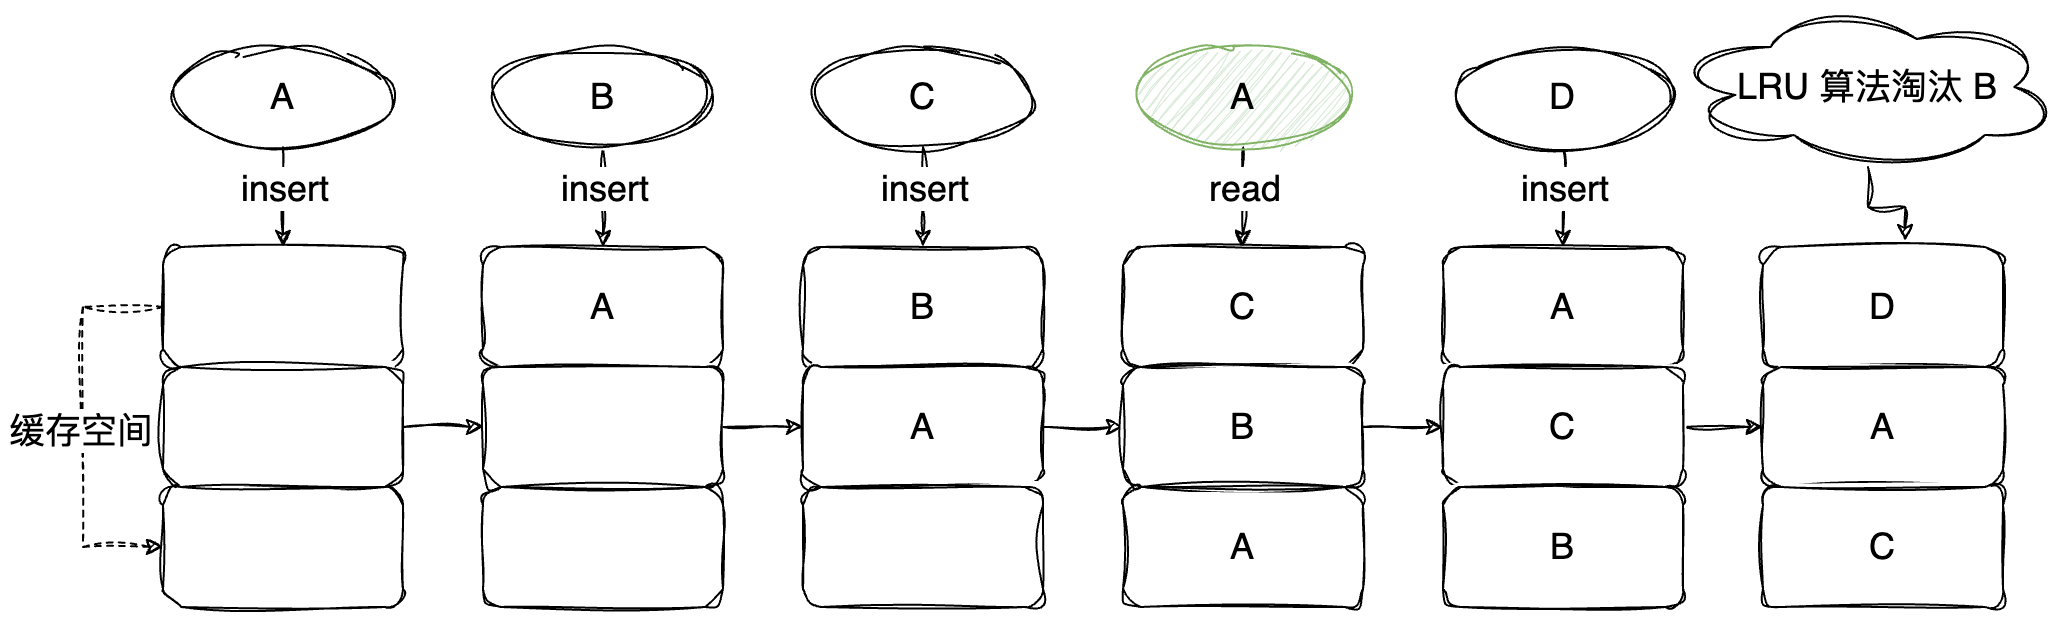 A
B
C
A
D
LRU 算法淘汰 B
insert
insert
insert
read
insert
A
B
C
A
D
缓存空间
A
B
C
A
A
B
C